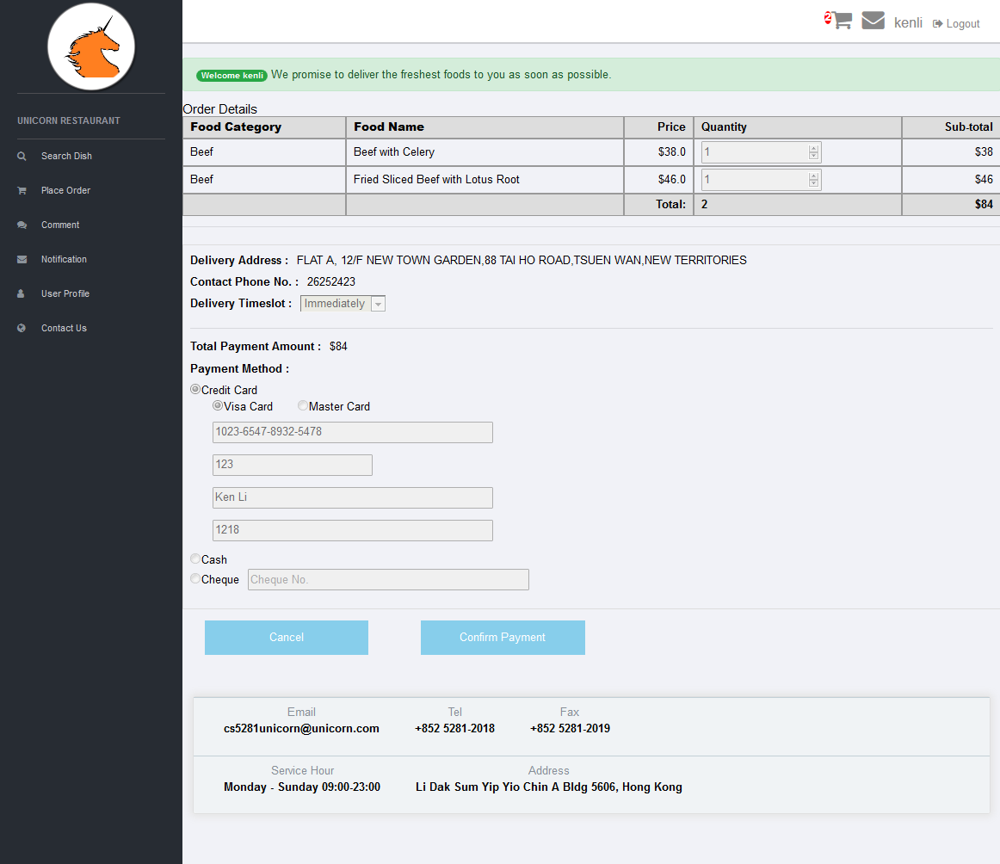 2 kenli Logout
UNICORN RESTAURANT
Search Dish
Place Order
Comment
Notification
User Profile
Contact Us
Welcome kenli We promise to deliver the freshest foods to you as soon as possible.
Order Details
Food Category Food Name Price Quantity Sub-total
Beef Beef with Celery $38.0 1 $38
Beef Fried Sliced Beef with Lotus Root $46.0 1 $46
Total: 2 $84
Delivery Address : FLAT A, 12/F NEW TOWN GARDEN,88 TAI HO ROAD,TSUEN WAN,NEW TERRITORIES
Contact Phone No. : 26252423
Delivery Timeslot : Immediately
Total Payment Amount : $84
Payment Method :
Credit Card
Visa Card Master Card
1023-6547-8932-5478
123
Ken Li
1218
Cash
Cheque Cheque No.
Cancel Confirm Payment
Email Tel Fax
cs5281unicorn@unicorn.com +852 5281-2018 +852 5281-2019
Service Hour Address
Monday - Sunday 09:00-23:00 Li Dak Sum Yip Yio Chin A Bldg 5606, Hong Kong